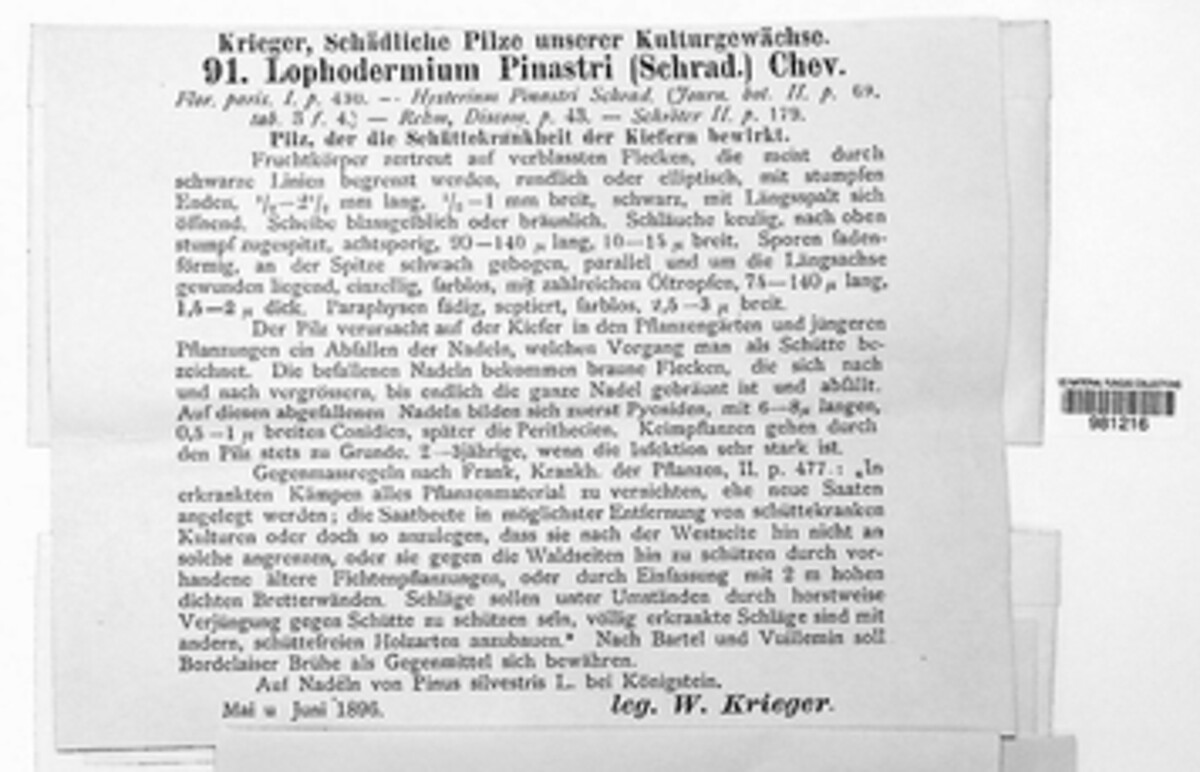 Krieger, Schädliche Pilze unserer Kulturgewächse.
91. Lophodermium Pinastri (Schrad.) Chev.
Flor. paris. I. p. 430. — Hysterium Pinastri Schrad. (Journ. bot. II. p. 69.
tab. 3 f. 4.) — Rehm, Discom. p. 43. — Schröter II. p. 179.
Pilz, der die Schüttekrankheit der Kiefern bewirkt.
Fruchtkörper zertreut auf verblassten Flecken, die meist durch
schwarze Linien begrenzt werden, rundlich oder elliptisch, mit stumpfen
Enden, mm lang, mm breit, schwarz, mit Längsspalt sich
öffnend. Scheibe blassgelblich oder bräunlich. Schläuche keulig, nach oben
stumpf zugespitzt, achtsporig, 90—140 µ lang, 10—15 µ breit. Sporen faden-
förmig, an der Spitze schwach gebogen, parallel und um die Längsachse
gewunden liegend, einzellig, farblos, mit zahlreichen Öltropfen, 75—140 µ lang,
1,5—2 µ dick. Paraphysen fädig, septiert, farblos, 2,5—3 µ breit.
Der Pilz verursacht auf der Kiefer in den Pflanzengärten und jüngeren
Pflanzungen ein Abfallen der Nadeln, welchen Vorgang man als Schütte be-
zeichnet. Die befallenen Nadeln bekommen braune Flecken, die sich nach
und nach vergrössern, bis endlich die ganze Nadel gebräunt ist und abfällt.
Auf diesen abgefallenen Nadeln bilden sich zuerst Pycniden, mit 6—8µ langen,
0,5—1 µ breiten Conidien, später die Perithecien. Keimpflanzen gehen durch
den Pilz stets zu Grunde, 2—3jährige, wenn die Infektion sehr stark ist.
Gegenmassregeln nach Frank, Krankh. der Pflanzen, II. p. 477.: „In
erkrankten Kämpen alles Pflanzenmaterial zu vernichten, ehe neue Saaten
angelegt werden; die Saatbeete in möglichster Entfernung von schüttekranken
Kulturen oder doch so anzulegen, dass sie nach der Westseite hin nicht an
solche angrenzen, oder sie gegen die Waldseiten hin zu schützen durch vor-
handene ältere Fichtenpflanzungen, oder durch Einfassung mit 2 m hohen
dichten Bretterwänden. Schläge sollen unter Umständen durch horstweise
Verjüngung gegen Schütte zu schützen sein, völlig erkrankte Schläge sind mit
andern, schüttefreien Holzarten anzubauen." Nach Bartel und Vuillemin soll
Bordelaiser Brühe als Gegenmittel sich bewähren.
Auf Nadeln von Pinus silvestris L. bei Königstein.
Mai u Juni 1896. leg. W. Krieger.
US NATIONAL FUNGUS COLLECTIONS
981216